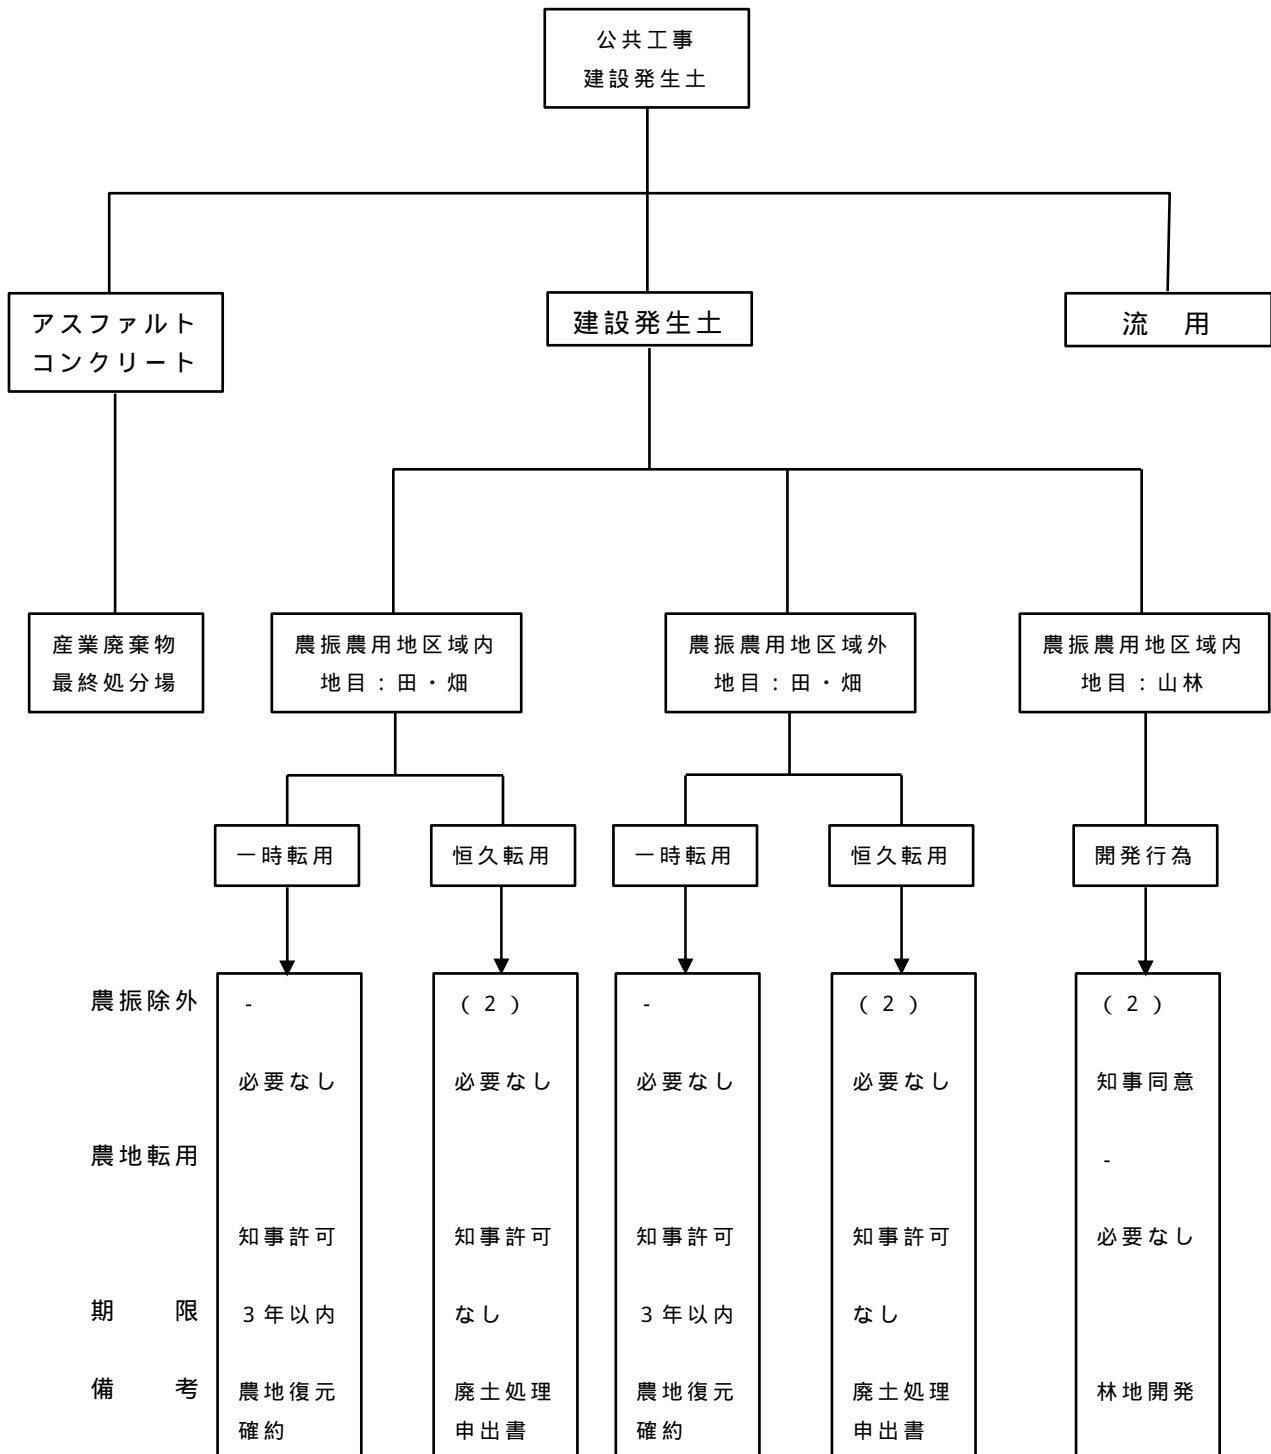 公共工事
建設発生土
アスファルト
コンクリート
建設発生土
流 用
産業廃棄物
最終処分場
農振農用地区域内
地目：田・畑
農振農用地区域外
地目：田・畑
農振農用地区域内
地目：山林
一時転用
恒久転用
一時転用
恒久転用
開発行為
農振除外 - （2） - （2） （2）
必要なし 必要なし 必要なし 必要なし 知事同意
農地転用 -
知事許可 知事許可 知事許可 知事許可 必要なし
期 限 3年以内 なし 3年以内 なし
備 考 農地復元 廃土処理 農地復元 廃土処理 林地開発
確約 申出書 確約 申出書